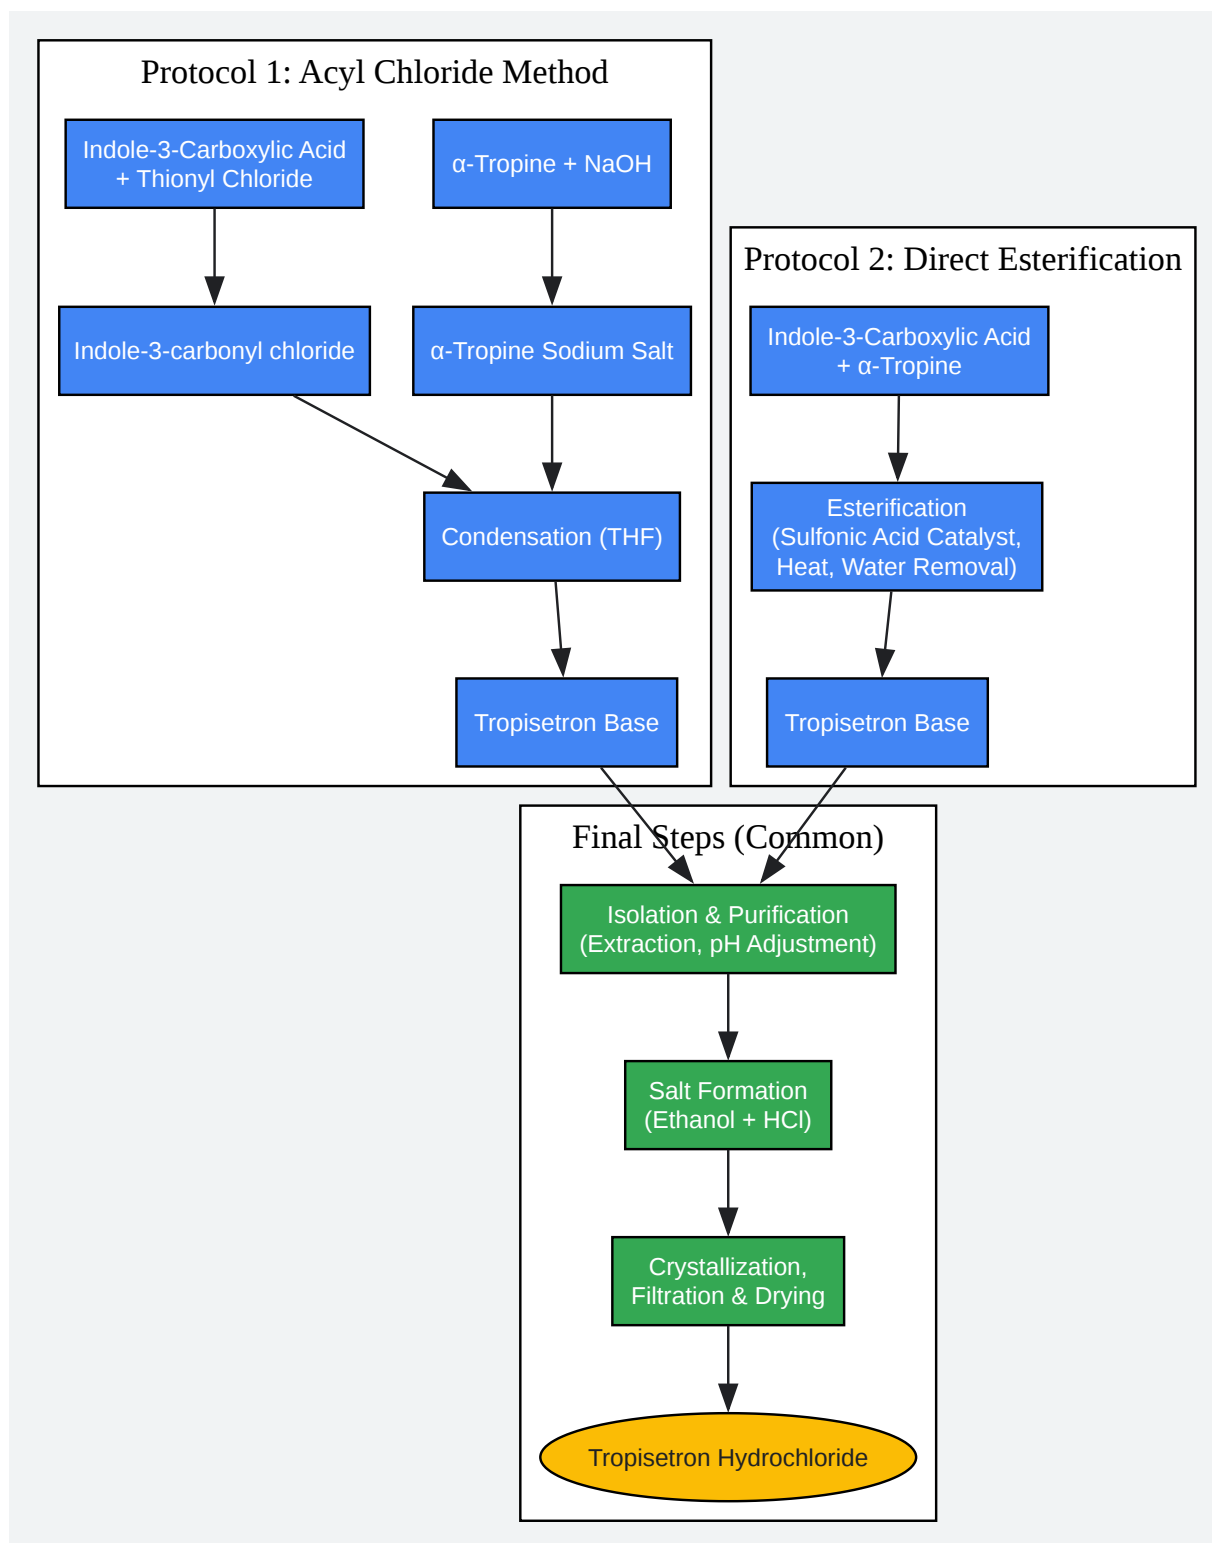 Protocol 1: Acyl Chloride Method
Indole-3-Carboxylic Acid
+ Thionyl Chloride
α-Tropine + NaOH
Indole-3-carbonyl chloride
α-Tropine Sodium Salt
Condensation (THF)
Tropisetron Base
Protocol 2: Direct Esterification
Indole-3-Carboxylic Acid
+ α-Tropine
Esterification
(Sulfonic Acid Catalyst,
Heat, Water Removal)
Tropisetron Base
Final Steps (Common)
Isolation & Purification
(Extraction, pH Adjustment)
Salt Formation
(Ethanol + HCl)
Crystallization,
Filtration & Drying
Tropisetron Hydrochloride